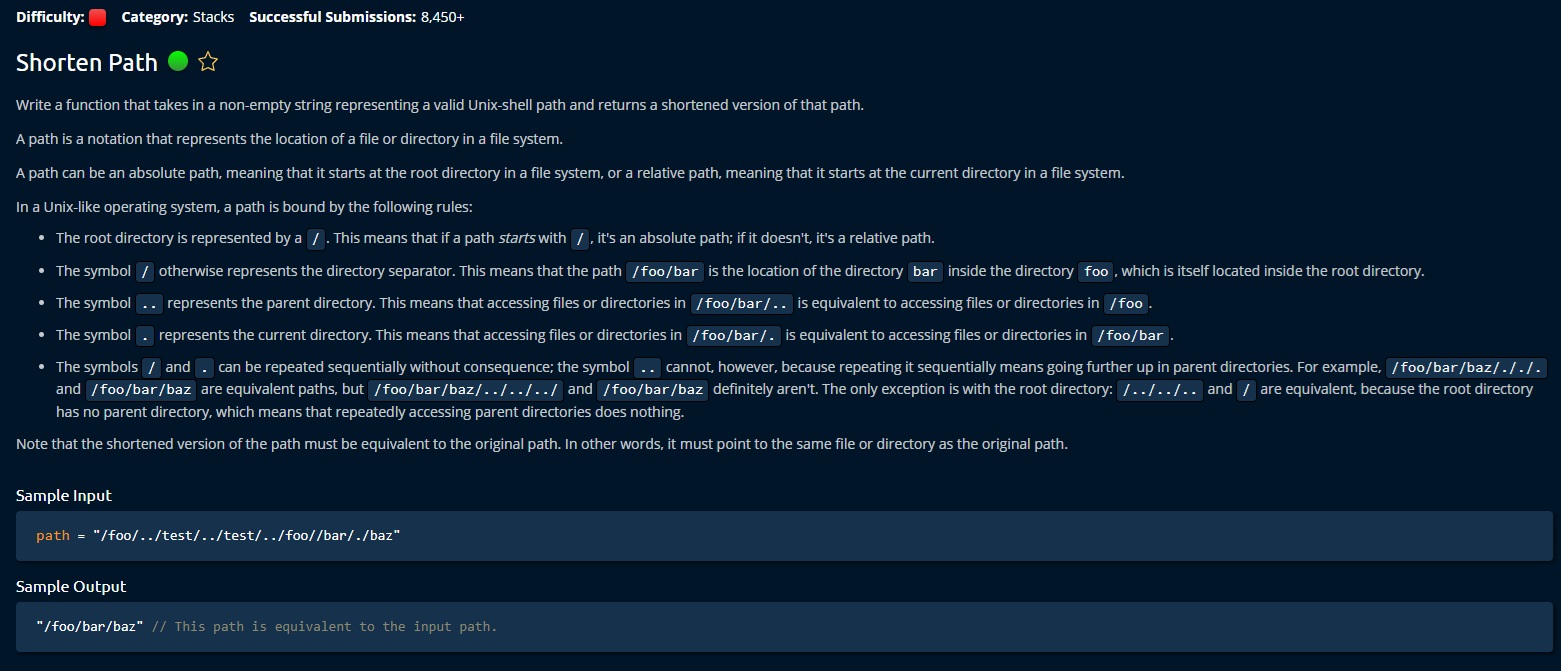 Difficulty: Category: Stacks Successful Submissions: 8,450+
Shorten Path
Write a function that takes in a non-empty string representing a valid Unix-shell path and returns a shortened version of that path.
A path is a notation that represents the location of a file or directory in a file system.
A path can be an absolute path, meaning that it starts at the root directory in a file system, or a relative path, meaning that it starts at the current directory in a file system.
In a Unix-like operating system, a path is bound by the following rules:
• The root directory is represented by a / . This means that if a path starts with / , it's an absolute path; if it doesn't, it's a relative path.
• The symbol / otherwise represents the directory separator. This means that the path /foo/bar is the location of the directory bar inside the directory foo , which is itself located inside the root directory.
• The symbol .. represents the parent directory. This means that accessing files or directories in /foo/bar/.. is equivalent to accessing files or directories in /foo .
• The symbol . represents the current directory. This means that accessing files or directories in /foo/bar/. is equivalent to accessing files or directories in /foo/bar .
• The symbols / and . can be repeated sequentially without consequence; the symbol .. cannot, however, because repeating it sequentially means going further up in parent directories. For example, /foo/bar/baz/././.
and /foo/bar/baz are equivalent paths, but /foo/bar/baz/../../../ and /foo/bar/baz definitely aren't. The only exception is with the root directory: /../../.. and / are equivalent, because the root directory
has no parent directory, which means that repeatedly accessing parent directories does nothing.
Note that the shortened version of the path must be equivalent to the original path. In other words, it must point to the same file or directory as the original path.
Sample Input
path = "/foo/../test/../test/../foo//bar/./baz"
Sample Output
"/foo/bar/baz" // This path is equivalent to the input path.